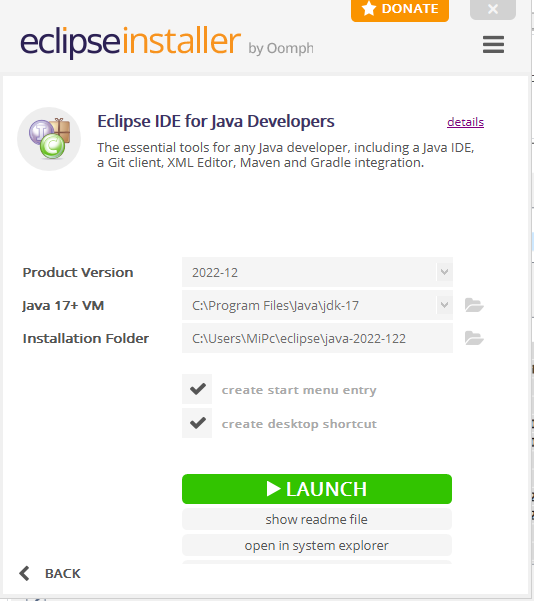 DONATE
eclipseinstaller by Oomph
Eclipse IDE for Java Developers
details
The essential tools for any Java developer, including a Java IDE,
a Git client, XML Editor, Maven and Gradle integration.
Product Version 2022-12
Java 17+ VM C:\Program Files\Java\jdk-17
Installation Folder C:\Users\MiPc\eclipse\java-2022-122
create start menu entry
create desktop shortcut
LAUNCH
show readme file
open in system explorer
BACK